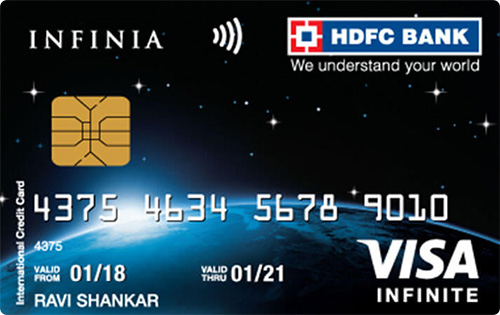 INFINIA
HDFC BANK
We understand your world
International Credit Card
4375 4634 5678 9010
4375
VALID FROM 01/18 VALID THRU 01/21
RAVI SHANKAR
VISA
INFINITE